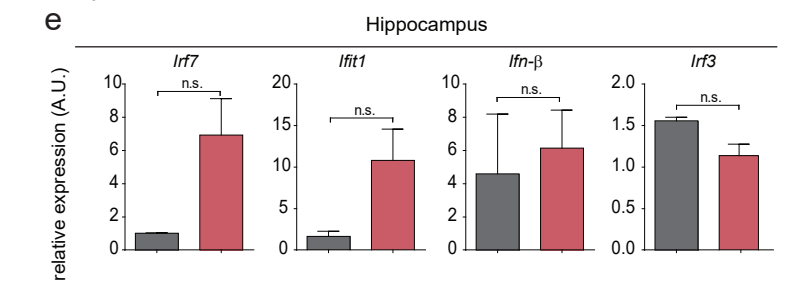 e
Hippocampus
Irf7 Ifit1 Ifn-β Irf3
relative expression (A.U.)
10 8 6 4 2 0
n.s.
20 15 10 5 0
n.s.
10 8 6 4 2 0
n.s.
2.0 1.5 1.0 0.5 0.0
n.s.